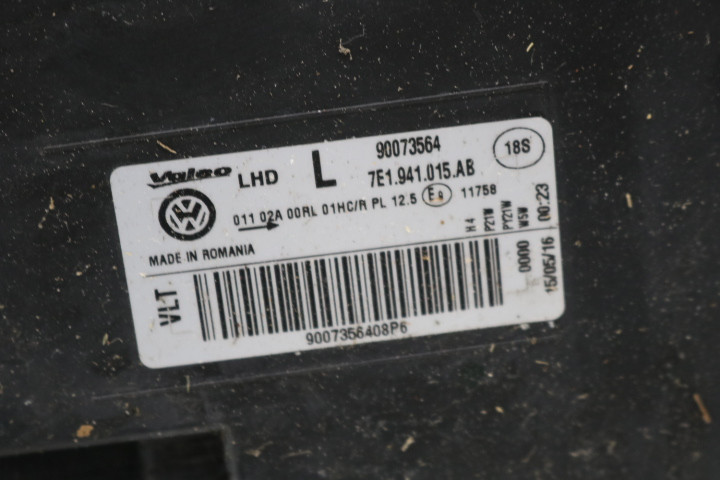 Valeo LHD L 90073564 18S
7E1.941.015.AB
011 02A 00RL 01HC/R PL 12.5 E9 11758
MADE IN ROMANIA
H4
P21W
PY21W
W5W
0000
15/05/16 00:23
VLT
9007356408P6